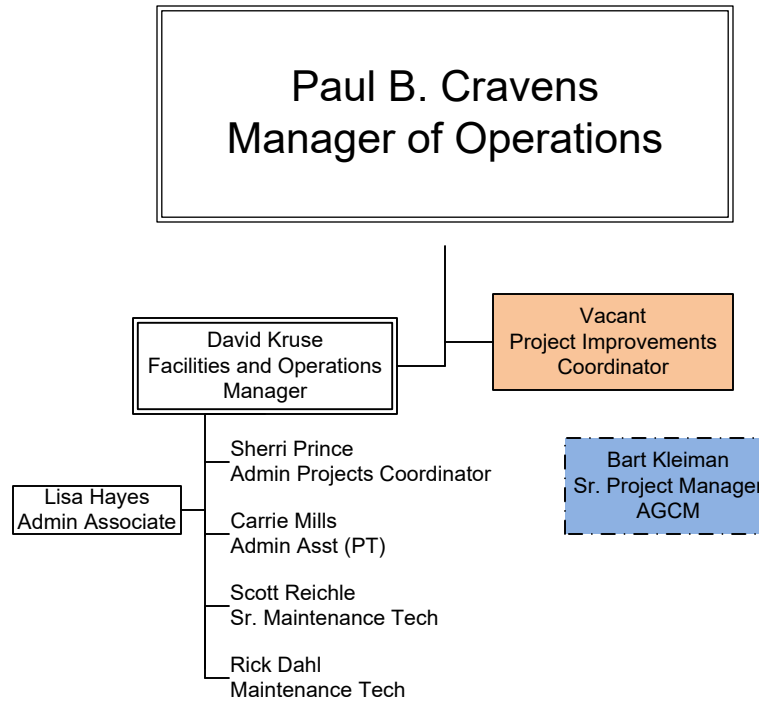 Paul B. Cravens
Manager of Operations
David Kruse
Facilities and Operations
Manager
Vacant
Project Improvements
Coordinator
Sherri Prince
Admin Projects Coordinator
Lisa Hayes
Admin Associate
Carrie Mills
Admin Asst (PT)
Scott Reichle
Sr. Maintenance Tech
Rick Dahl
Maintenance Tech
Bart Kleiman
Sr. Project Manager
AGCM